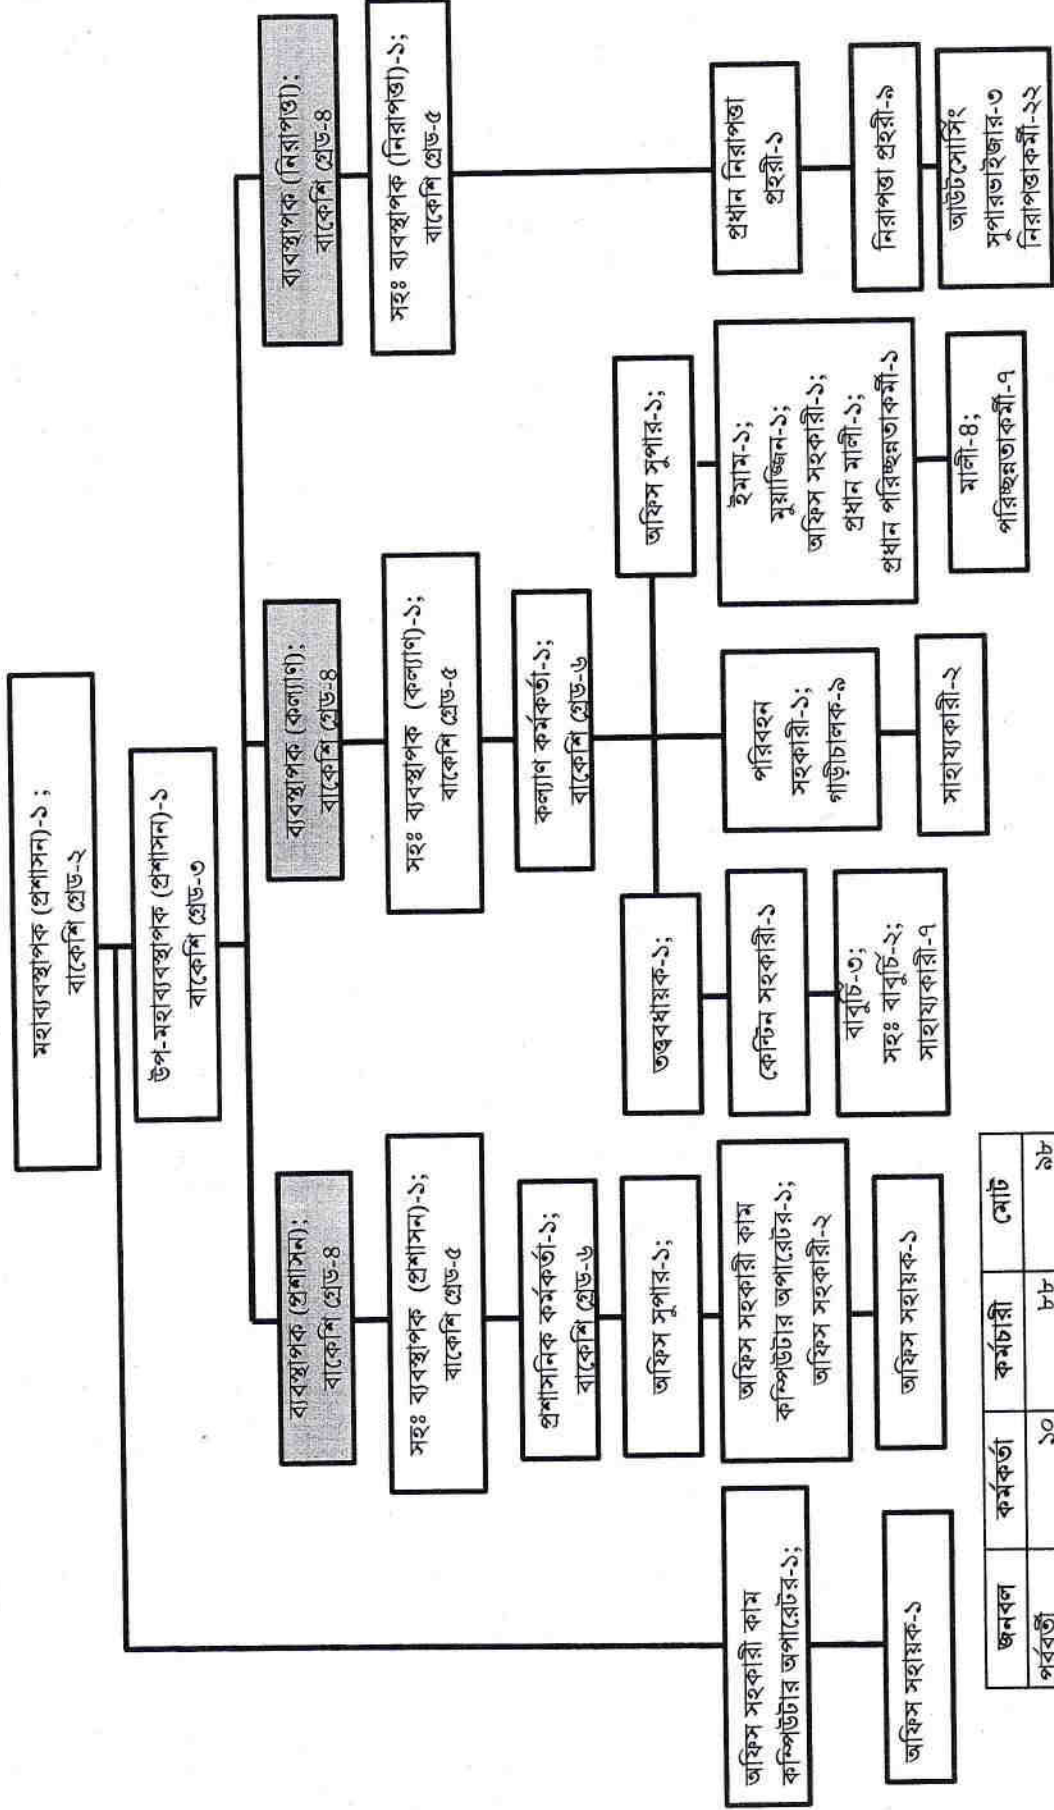 মহাব্যবস্থাপক (প্রশাসন)-১ ;
বাকেশি গ্রেড-২
উপ-মহাব্যবস্থাপক (প্রশাসন)-১
বাকেশি গ্রেড-৩
ব্যবস্থাপক (প্রশাসন);
বাকেশি গ্রেড-৪
সহঃ ব্যবস্থাপক (প্রশাসন)-১;
বাকেশি গ্রেড-৫
প্রশাসনিক কর্মকর্তা-১;
বাকেশি গ্রেড-৬
অফিস সুপার-১;
অফিস সহকারী কাম
কম্পিউটার অপারেটর-১;
অফিস সহকারী-২
অফিস সহায়ক-১
অফিস সহকারী কাম
কম্পিউটার অপারেটর-১;
অফিস সহায়ক-১
ব্যবস্থাপক (কল্যাণ);
বাকেশি গ্রেড-৪
সহঃ ব্যবস্থাপক (কল্যাণ)-১;
বাকেশি গ্রেড-৫
কল্যাণ কর্মকর্তা-১;
বাকেশি গ্রেড-৬
তত্ত্বাবধায়ক-১;
কেন্টিন সহকারী-১
বাবুর্চি-৩;
সহঃ বাবুর্চি-২;
সাহায্যকারী-৭
পরিবহন
সহকারী-১;
গাড়ীচালক-৯
সাহায্যকারী-২
অফিস সুপার-১;
ইমাম-১;
মুয়াজ্জিন-১;
অফিস সহকারী-১;
প্রধান মালী-১;
প্রধান পরিচ্ছন্নতাকর্মী-১
মালী-৪;
পরিচ্ছন্নতাকর্মী-৭
ব্যবস্থাপক (নিরাপত্তা);
বাকেশি গ্রেড-৪
সহঃ ব্যবস্থাপক (নিরাপত্তা)-১;
বাকেশি গ্রেড-৫
প্রধান নিরাপত্তা
প্রহরী-১
নিরাপত্তা প্রহরী-৯
আউটসোর্সিং
সুপারভাইজার-৩
নিরাপত্তাকর্মী-২২
জনবল কর্মকর্তা কর্মচারী মোট
পূর্ববর্তী ১০ ৮৮ ৯৮